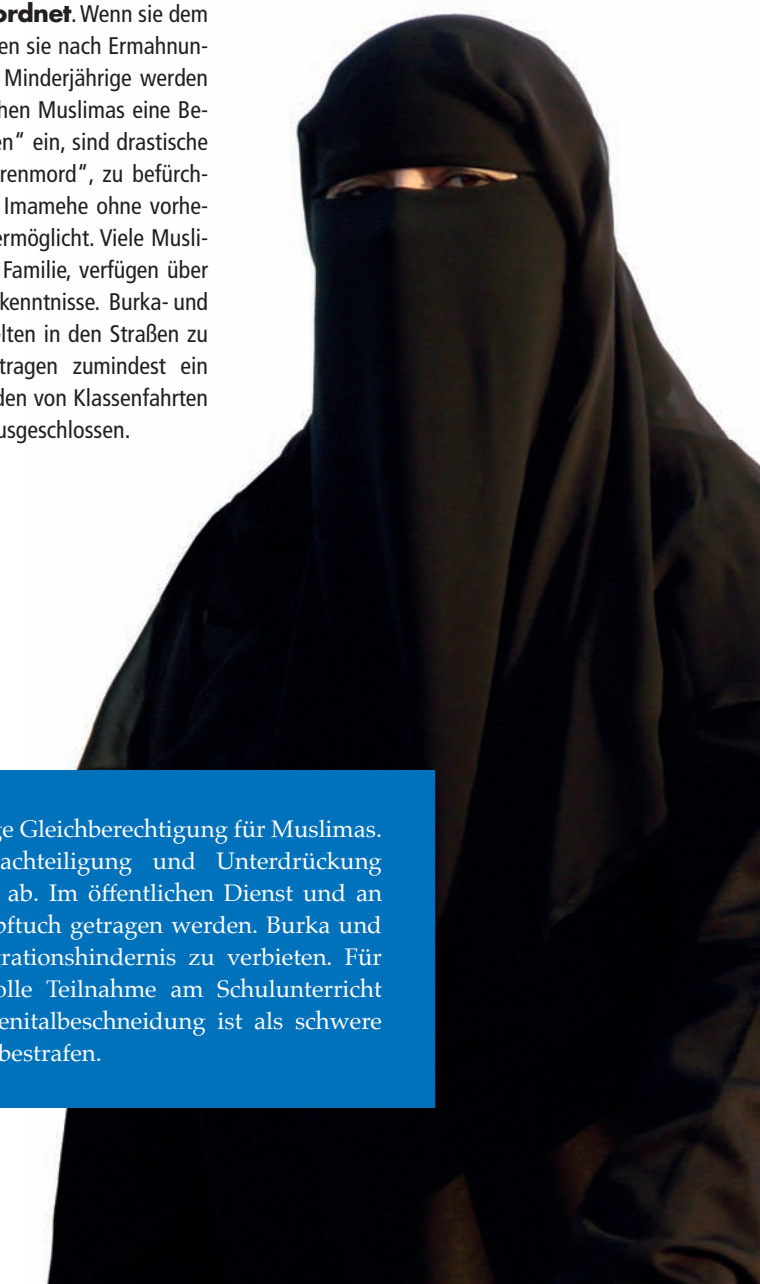 ordnet. Wenn sie dem
en sie nach Ermahnun-
Minderjährige werden
hen Muslimas eine Be-
en" ein, sind drastische
renmord", zu befürch-
Imamehe ohne vorhe-
ermöglicht. Viele Musli-
Familie, verfügen über
kenntnisse. Burka- und
elten in den Straßen zu
tragen zumindest ein
den von Klassenfahrten
usgeschlossen.
ge Gleichberechtigung für Muslimas.
achteiligung und Unterdrückung
ab. Im öffentlichen Dienst und an
pftuch getragen werden. Burka und
grationshindernis zu verbieten. Für
olle Teilnahme am Schulunterricht
enitalbeschneidung ist als schwere
bestrafen.